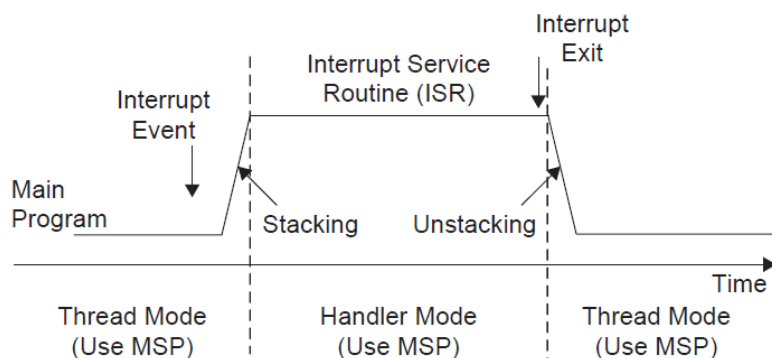 Interrupt
Exit
Interrupt Service
Routine (ISR)
Interrupt
Event
Main
Program
Stacking
Unstacking
Time
Thread Mode
(Use MSP)
Handler Mode
(Use MSP)
Thread Mode
(Use MSP)